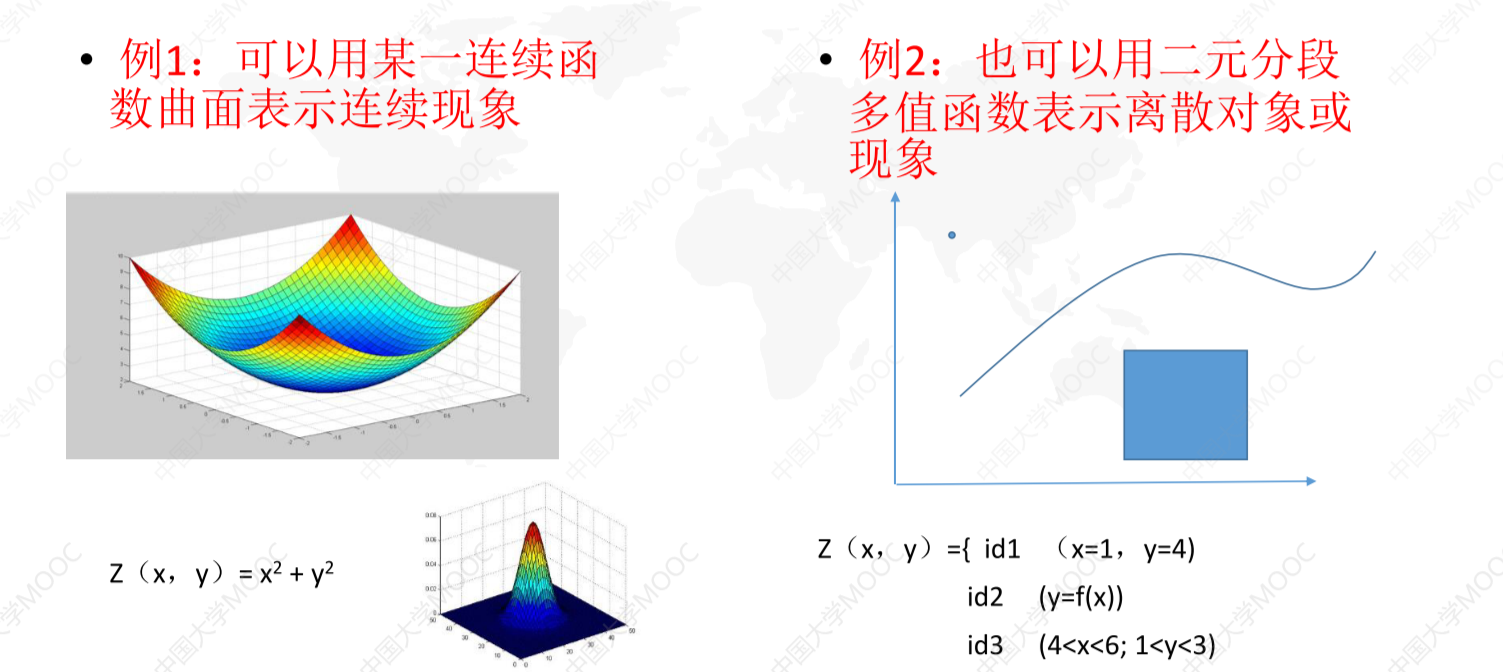 • 例1：可以用某一连续函
数曲面表示连续现象
Z（x，y）= x² + y²
• 例2：也可以用二元分段
多值函数表示离散对象或
现象
Z（x，y）={ id1 （x=1，y=4)
id2 (y=f(x))
id3 (4<x<6; 1<y<3)
中国大学MOOC